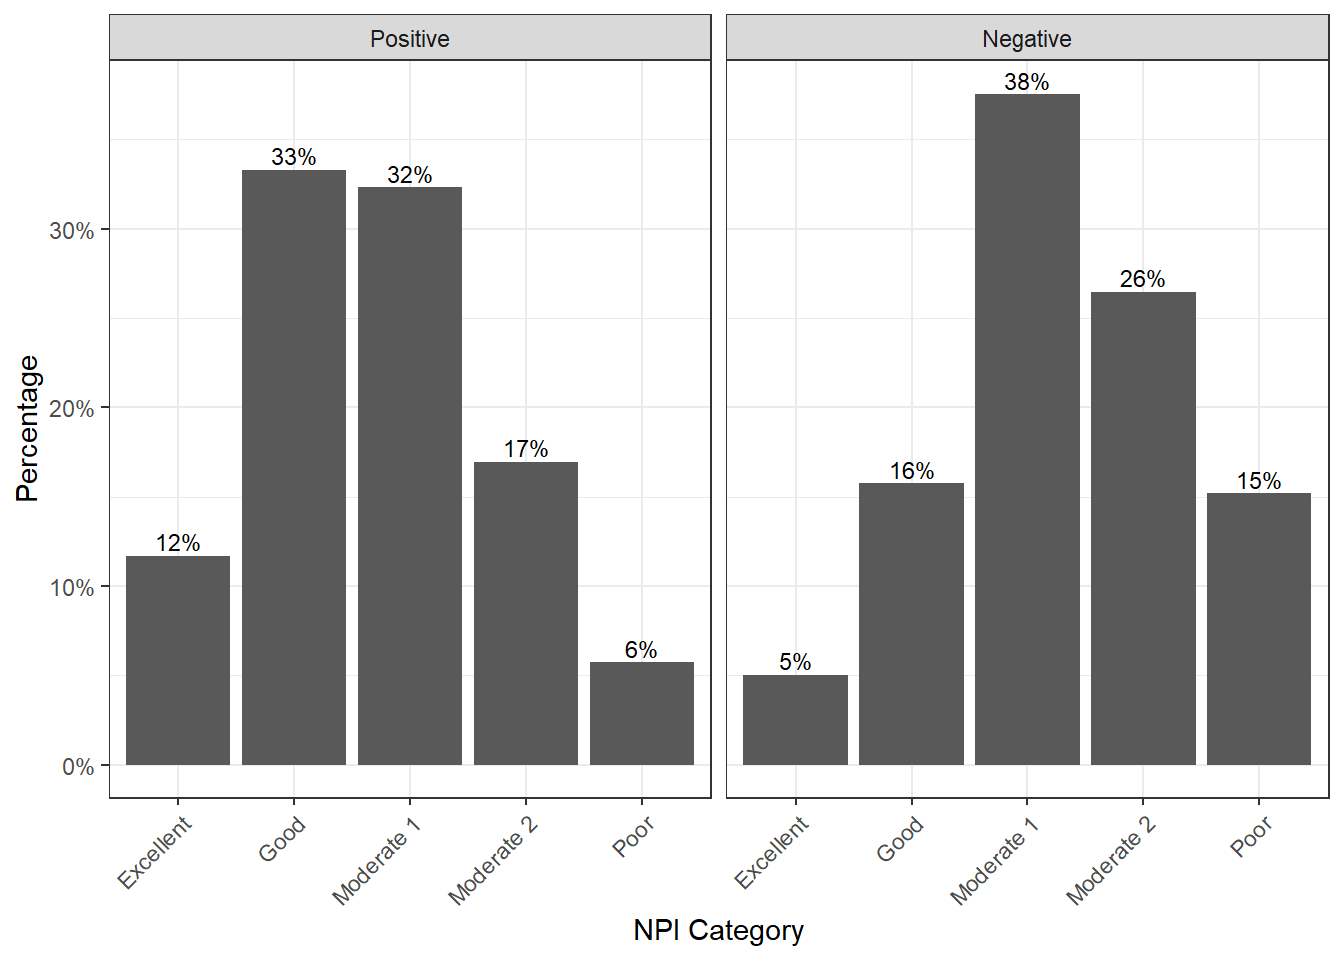 Positive
Negative
Percentage
30%
20%
10%
0%
12%
33%
32%
17%
6%
5%
16%
38%
26%
15%
Excellent
Good
Moderate 1
Moderate 2
Poor
Excellent
Good
Moderate 1
Moderate 2
Poor
NPI Category